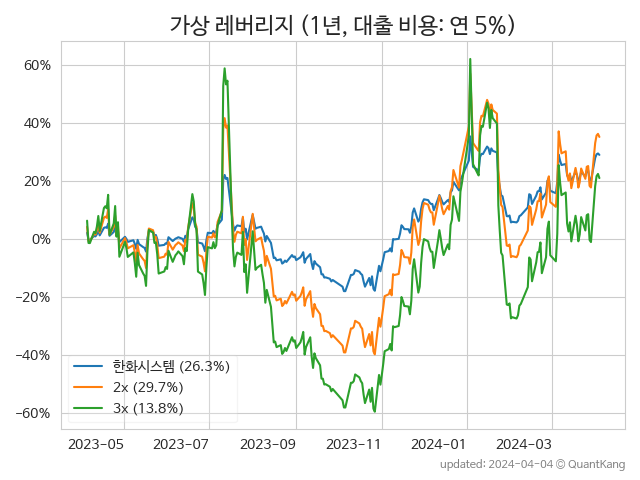 가상 레버리지 (1년, 대출 비용: 연 5%)
60%
40%
20%
0%
−20%
−40%
−60%
한화시스템 (26.3%)
2x (29.7%)
3x (13.8%)
2023-05 2023-07 2023-09 2023-11 2024-01 2024-03
updated: 2024-04-04 © QuantKang